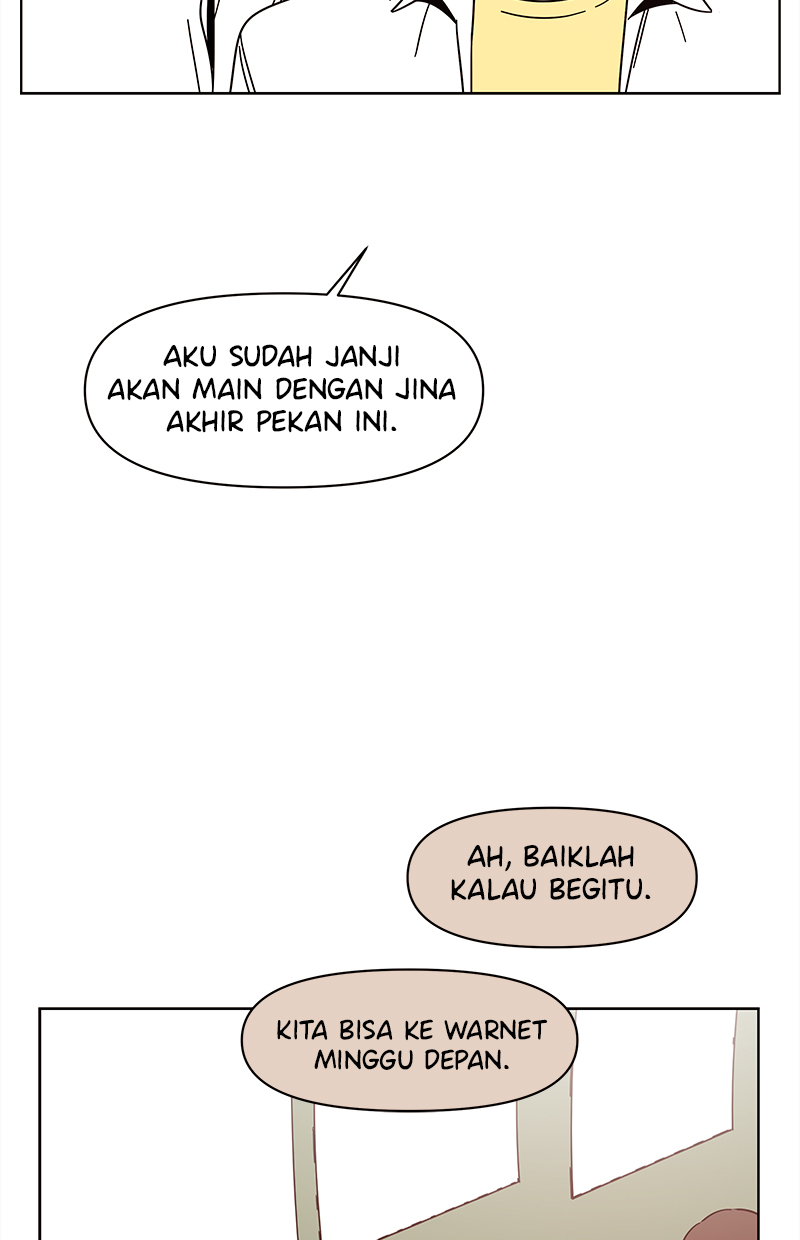 AKU SUDAH JANJI
AKAN MAIN DENGAN JINA
AKHIR PEKAN INI.
AH, BAIKLAH
KALAU BEGITU.
KITA BISA KE WARNET
MINGGU DEPAN.